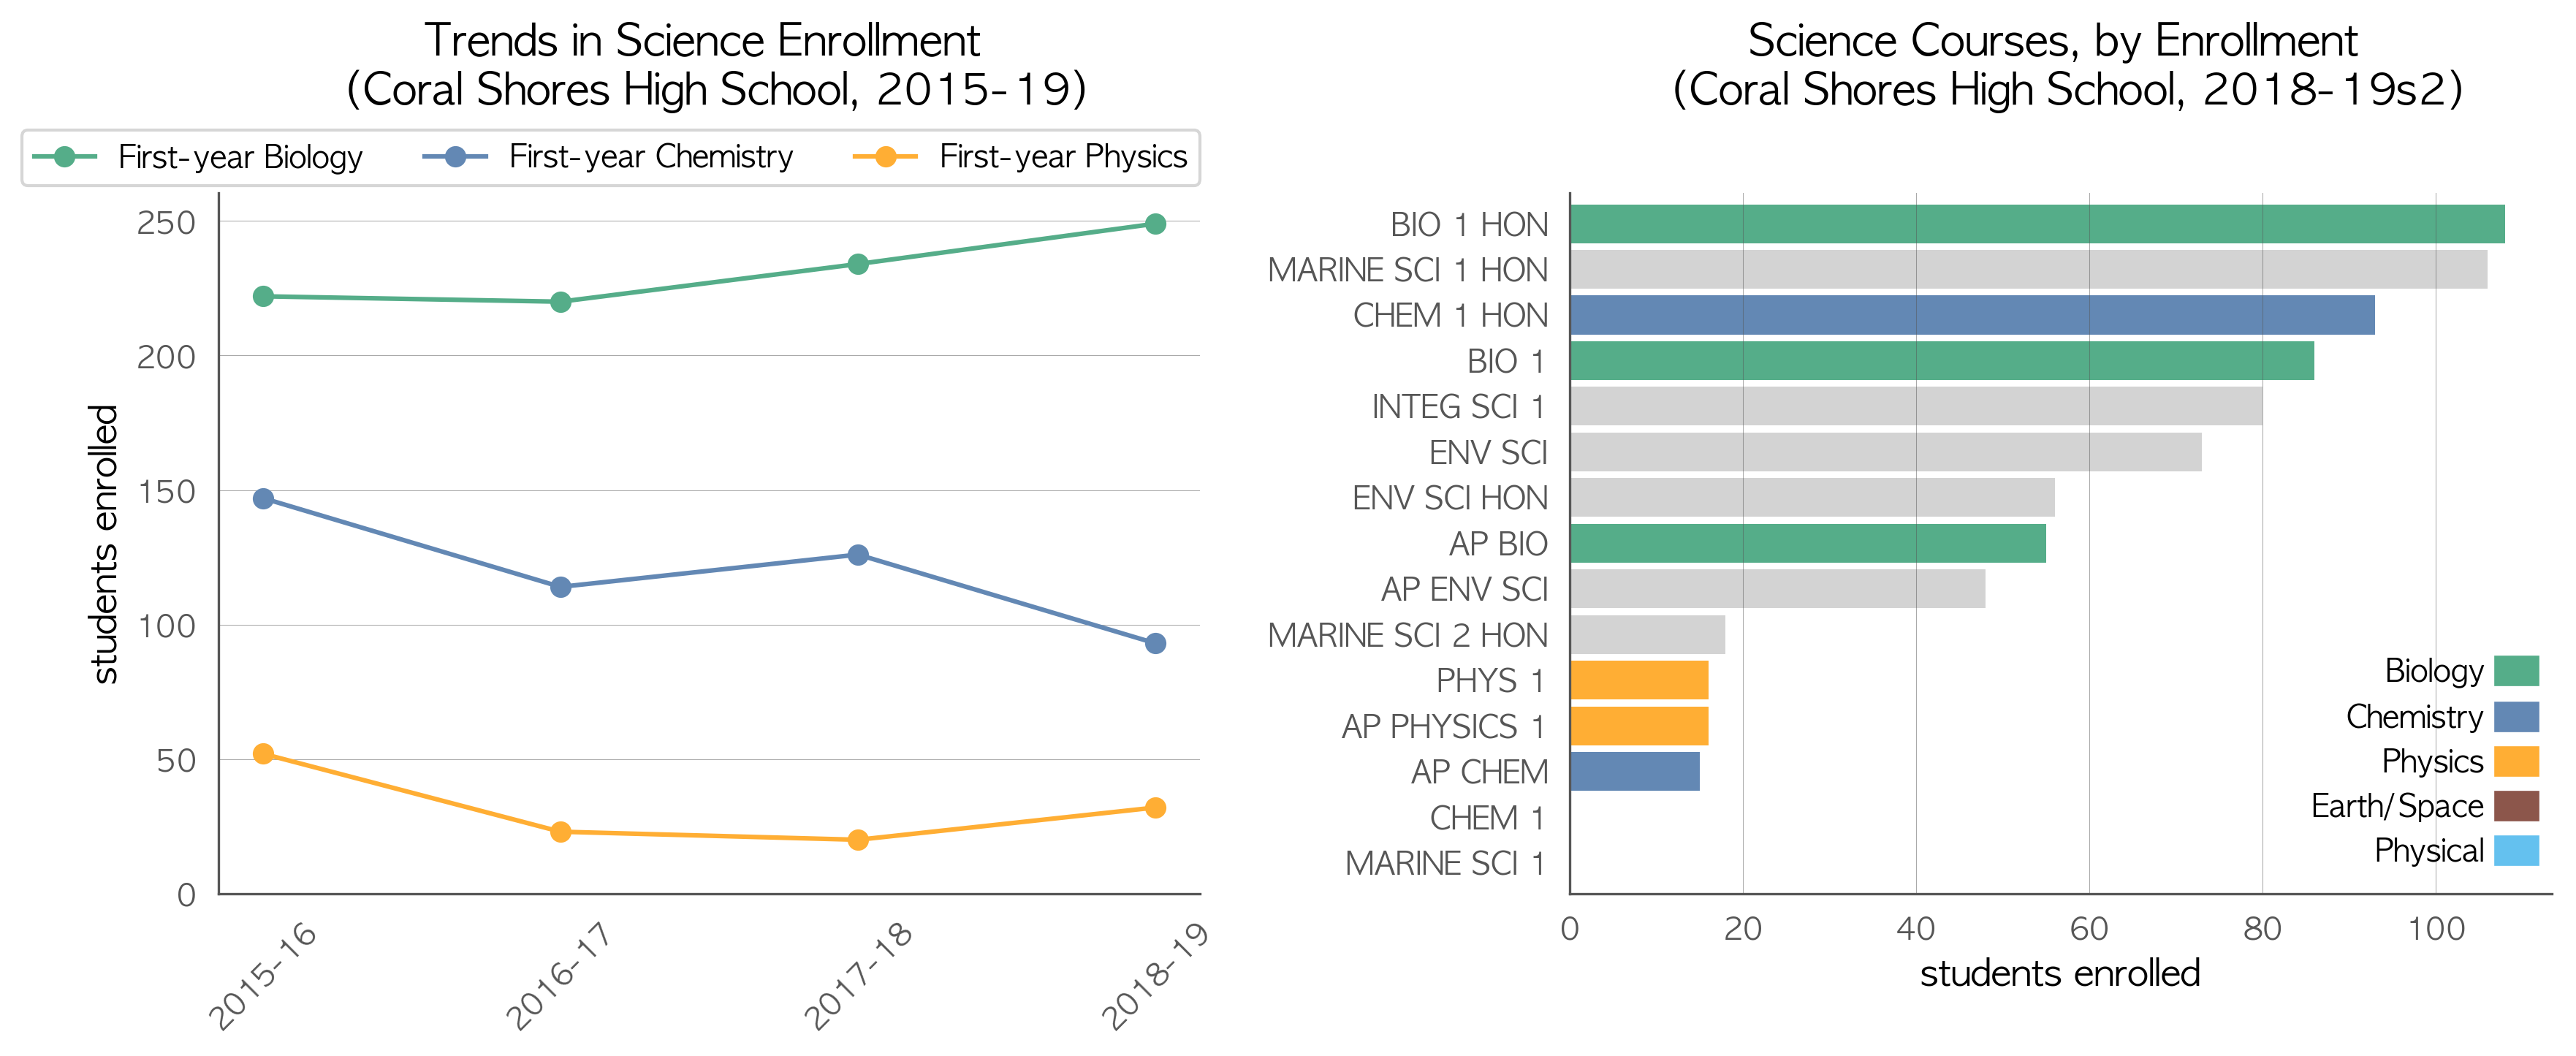 Trends in Science Enrollment
(Coral Shores High School, 2015-19)
First-year Biology
First-year Chemistry
First-year Physics
250
200
150
100
50
0
students enrolled
2015-16
2016-17
2017-18
2018-19
Science Courses, by Enrollment
(Coral Shores High School, 2018-19s2)
BIO 1 HON
MARINE SCI 1 HON
CHEM 1 HON
BIO 1
INTEG SCI 1
ENV SCI
ENV SCI HON
AP BIO
AP ENV SCI
MARINE SCI 2 HON
PHYS 1
AP PHYSICS 1
AP CHEM
CHEM 1
MARINE SCI 1
Biology
Chemistry
Physics
Earth/Space
Physical
0
20
40
60
80
100
students enrolled